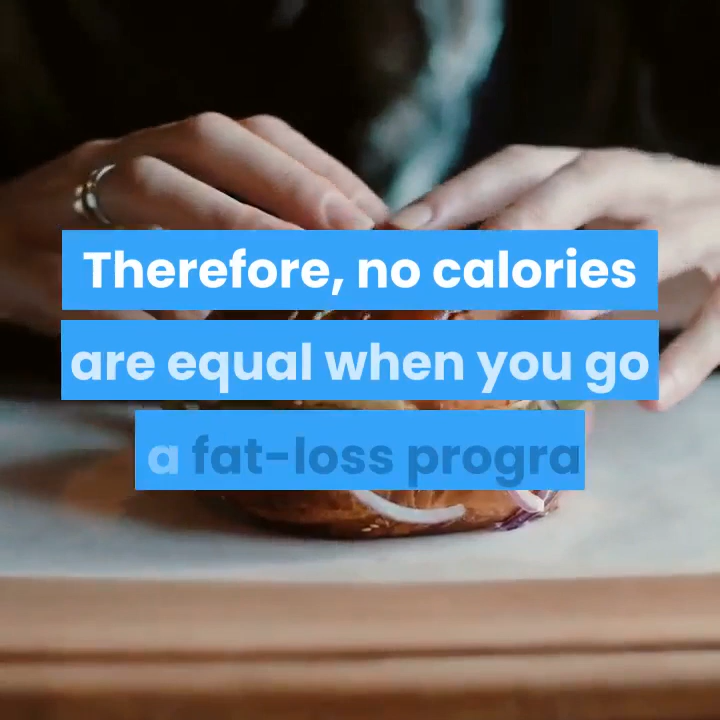 Therefore, no calories
are equal when you go
a fat-loss progra